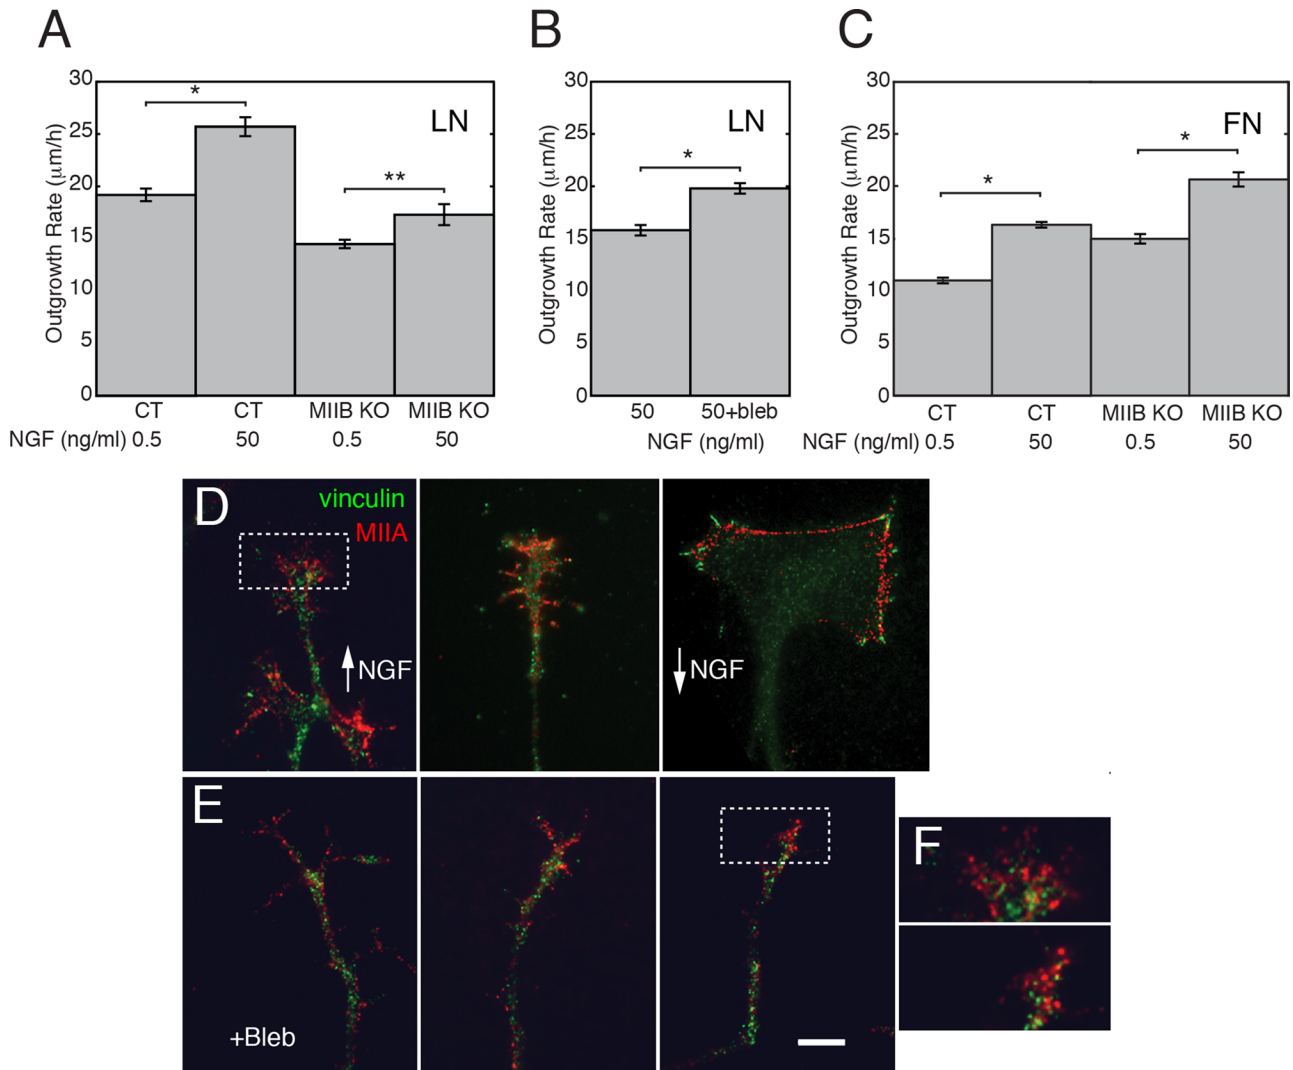 A
30
25
20
15
10
5
0
Outgrowth Rate (µm/h)
*
**
LN
CT CT MIIB KO MIIB KO
NGF (ng/ml) 0.5 50 0.5 50
B
30
25
20
15
10
5
0
Outgrowth Rate (µm/h)
*
LN
50 50+bleb
NGF (ng/ml)
C
30
25
20
15
10
5
0
Outgrowth Rate (µm/h)
*
*
FN
CT CT MIIB KO MIIB KO
NGF (ng/ml) 0.5 50 0.5 50
D
vinculin
MIIA
NGF
NGF
E
+Bleb
F